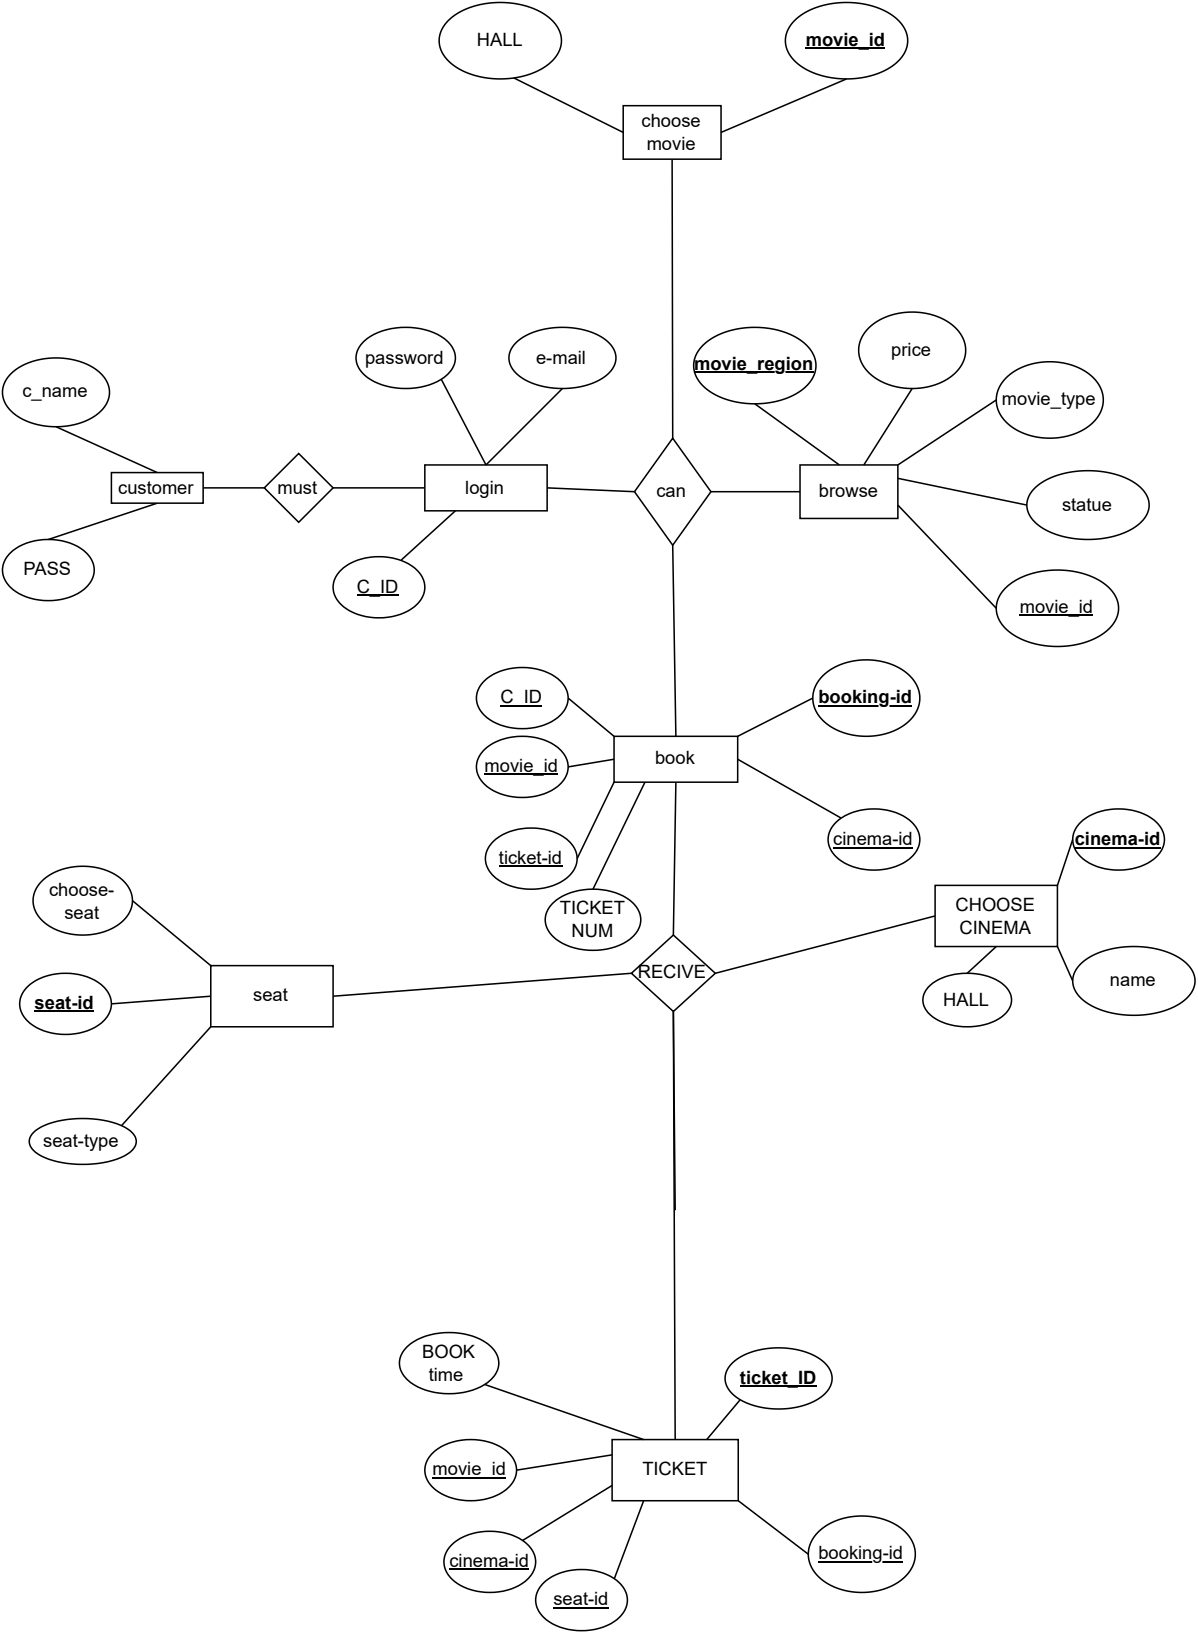 HALL
movie_id
choose
movie
password
e-mail
movie_region
price
movie_type
c_name
customer
must
login
can
browse
statue
PASS
C_ID
movie_id
C_ID
booking-id
movie_id
book
ticket-id
cinema-id
cinema-id
TICKET
NUM
choose-
seat
CHOOSE
CINEMA
seat-id
seat
RECIVE
HALL
name
seat-type
BOOK
time
ticket_ID
movie_id
TICKET
cinema-id
booking-id
seat-id